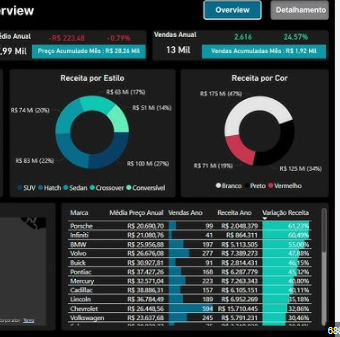 rview
Overview
Detalhamento
dio Anual
-R$ 223,48
-0,79%
,99 Mil
Preço Acumulado Mês : R$ 28,26 Mil
Vendas Anual
2.616
24,57%
13 Mil
Vendas Acumuladas Mês : R$ 1,92 Mil
Receita por Estilo
R$ 63 Mi (17%)
R$ 51 Mi (14%)
R$ 74 Mi (20%)
R$ 83 Mi (22%)
R$ 100 Mi (27%)
SUV Hatch Sedan Crossover Conversível
Receita por Cor
R$ 175 Mi (47%)
R$ 71 Mi (19%)
R$ 125 Mi (34%)
Branco Preto Vermelho
Marca Média Preço Anual Vendas Ano Receita Ano Variação Receita
Porsche R$ 20.690,70 99 R$ 2.048.379 61,23%
Infiniti R$ 21.080,76 41 R$ 864.311 60,49%
BMW R$ 25.956,88 197 R$ 5.113.505 55,06%
Volvo R$ 26.676,08 277 R$ 7.389.273 47,88%
Buick R$ 30.927,81 91 R$ 2.814.431 46,15%
Pontiac R$ 37.427,26 168 R$ 6.287.779 45,32%
Mercury R$ 32.571,04 223 R$ 7.263.343 40,80%
Cadillac R$ 38.886,31 157 R$ 6.105.151 40,11%
Lincoln R$ 36.784,49 189 R$ 6.952.269 35,18%
Chevrolet R$ 26.448,56 594 R$ 15.710.445 32,86%
Volkswagen R$ 23.637,68 245 R$ 5.791.231 30,46%